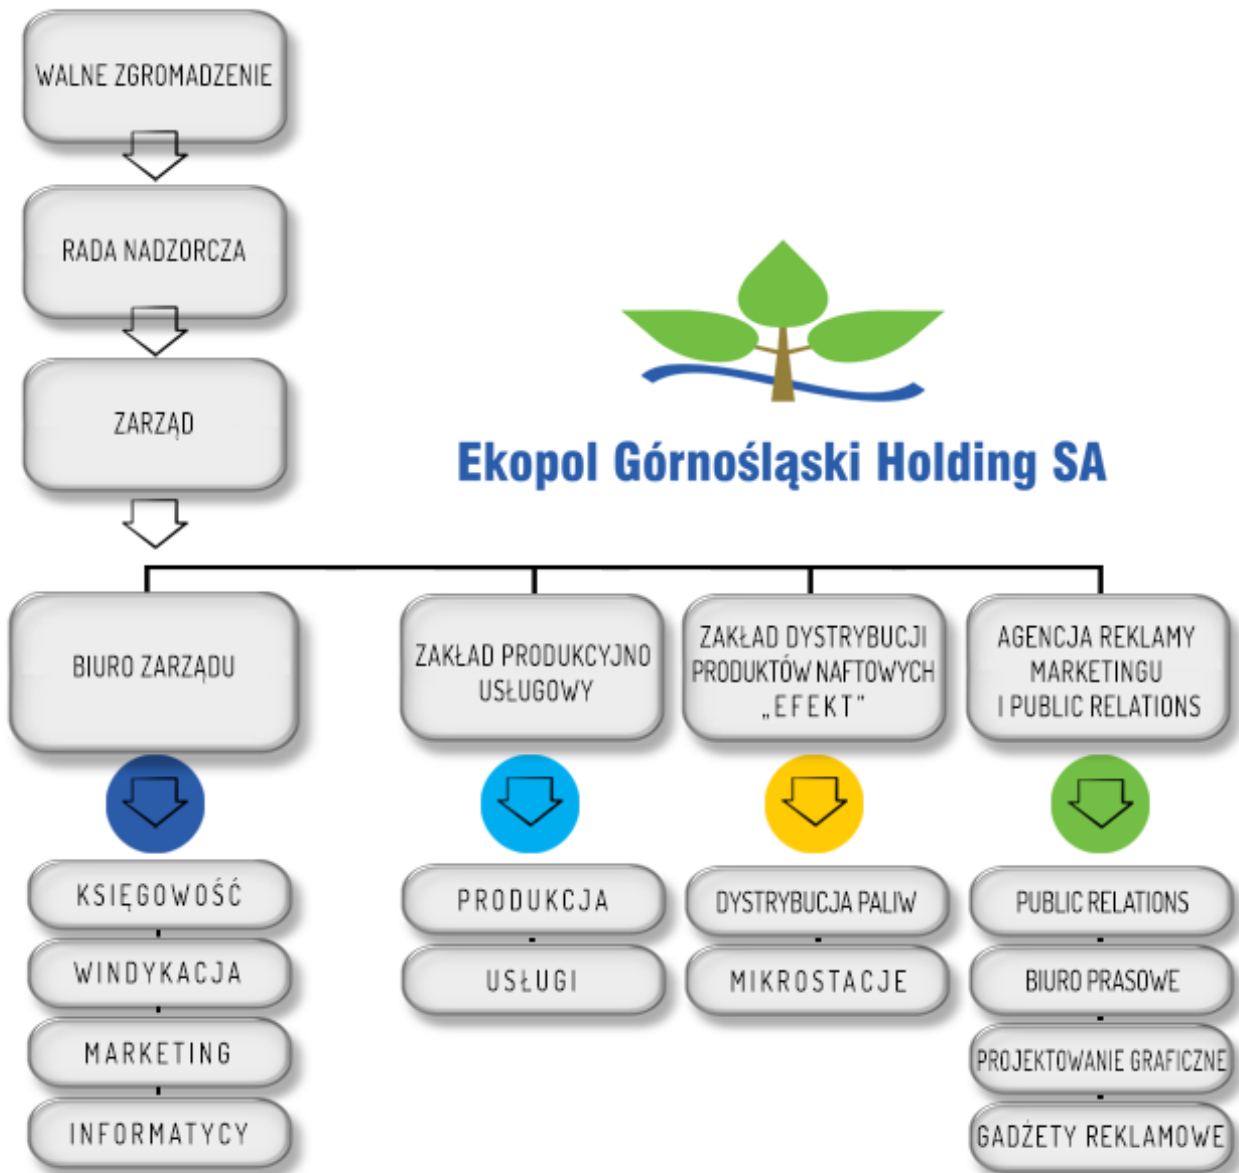 WALNE ZGROMADZENIE
RADA NADZORCZA
ZARZĄD
Ekopol Górnośląski Holding SA
BIURO ZARZĄDU
ZAKŁAD PRODUKCYJNO
USŁUGOWY
ZAKŁAD DYSTRYBUCJI
PRODUKTÓW NAFTOWYCH
„EFEKT”
AGENCJA REKLAMY
MARKETINGU
I PUBLIC RELATIONS
KSIĘGOWOŚĆ
WINDYKACJA
MARKETING
INFORMATYCY
PRODUKCJA
USŁUGI
DYSTRYBUCJA PALIW
MIKROSTACJE
PUBLIC RELATIONS
BIURO PRASOWE
PROJEKTOWANIE GRAFICZNE
GADŻETY REKLAMOWE